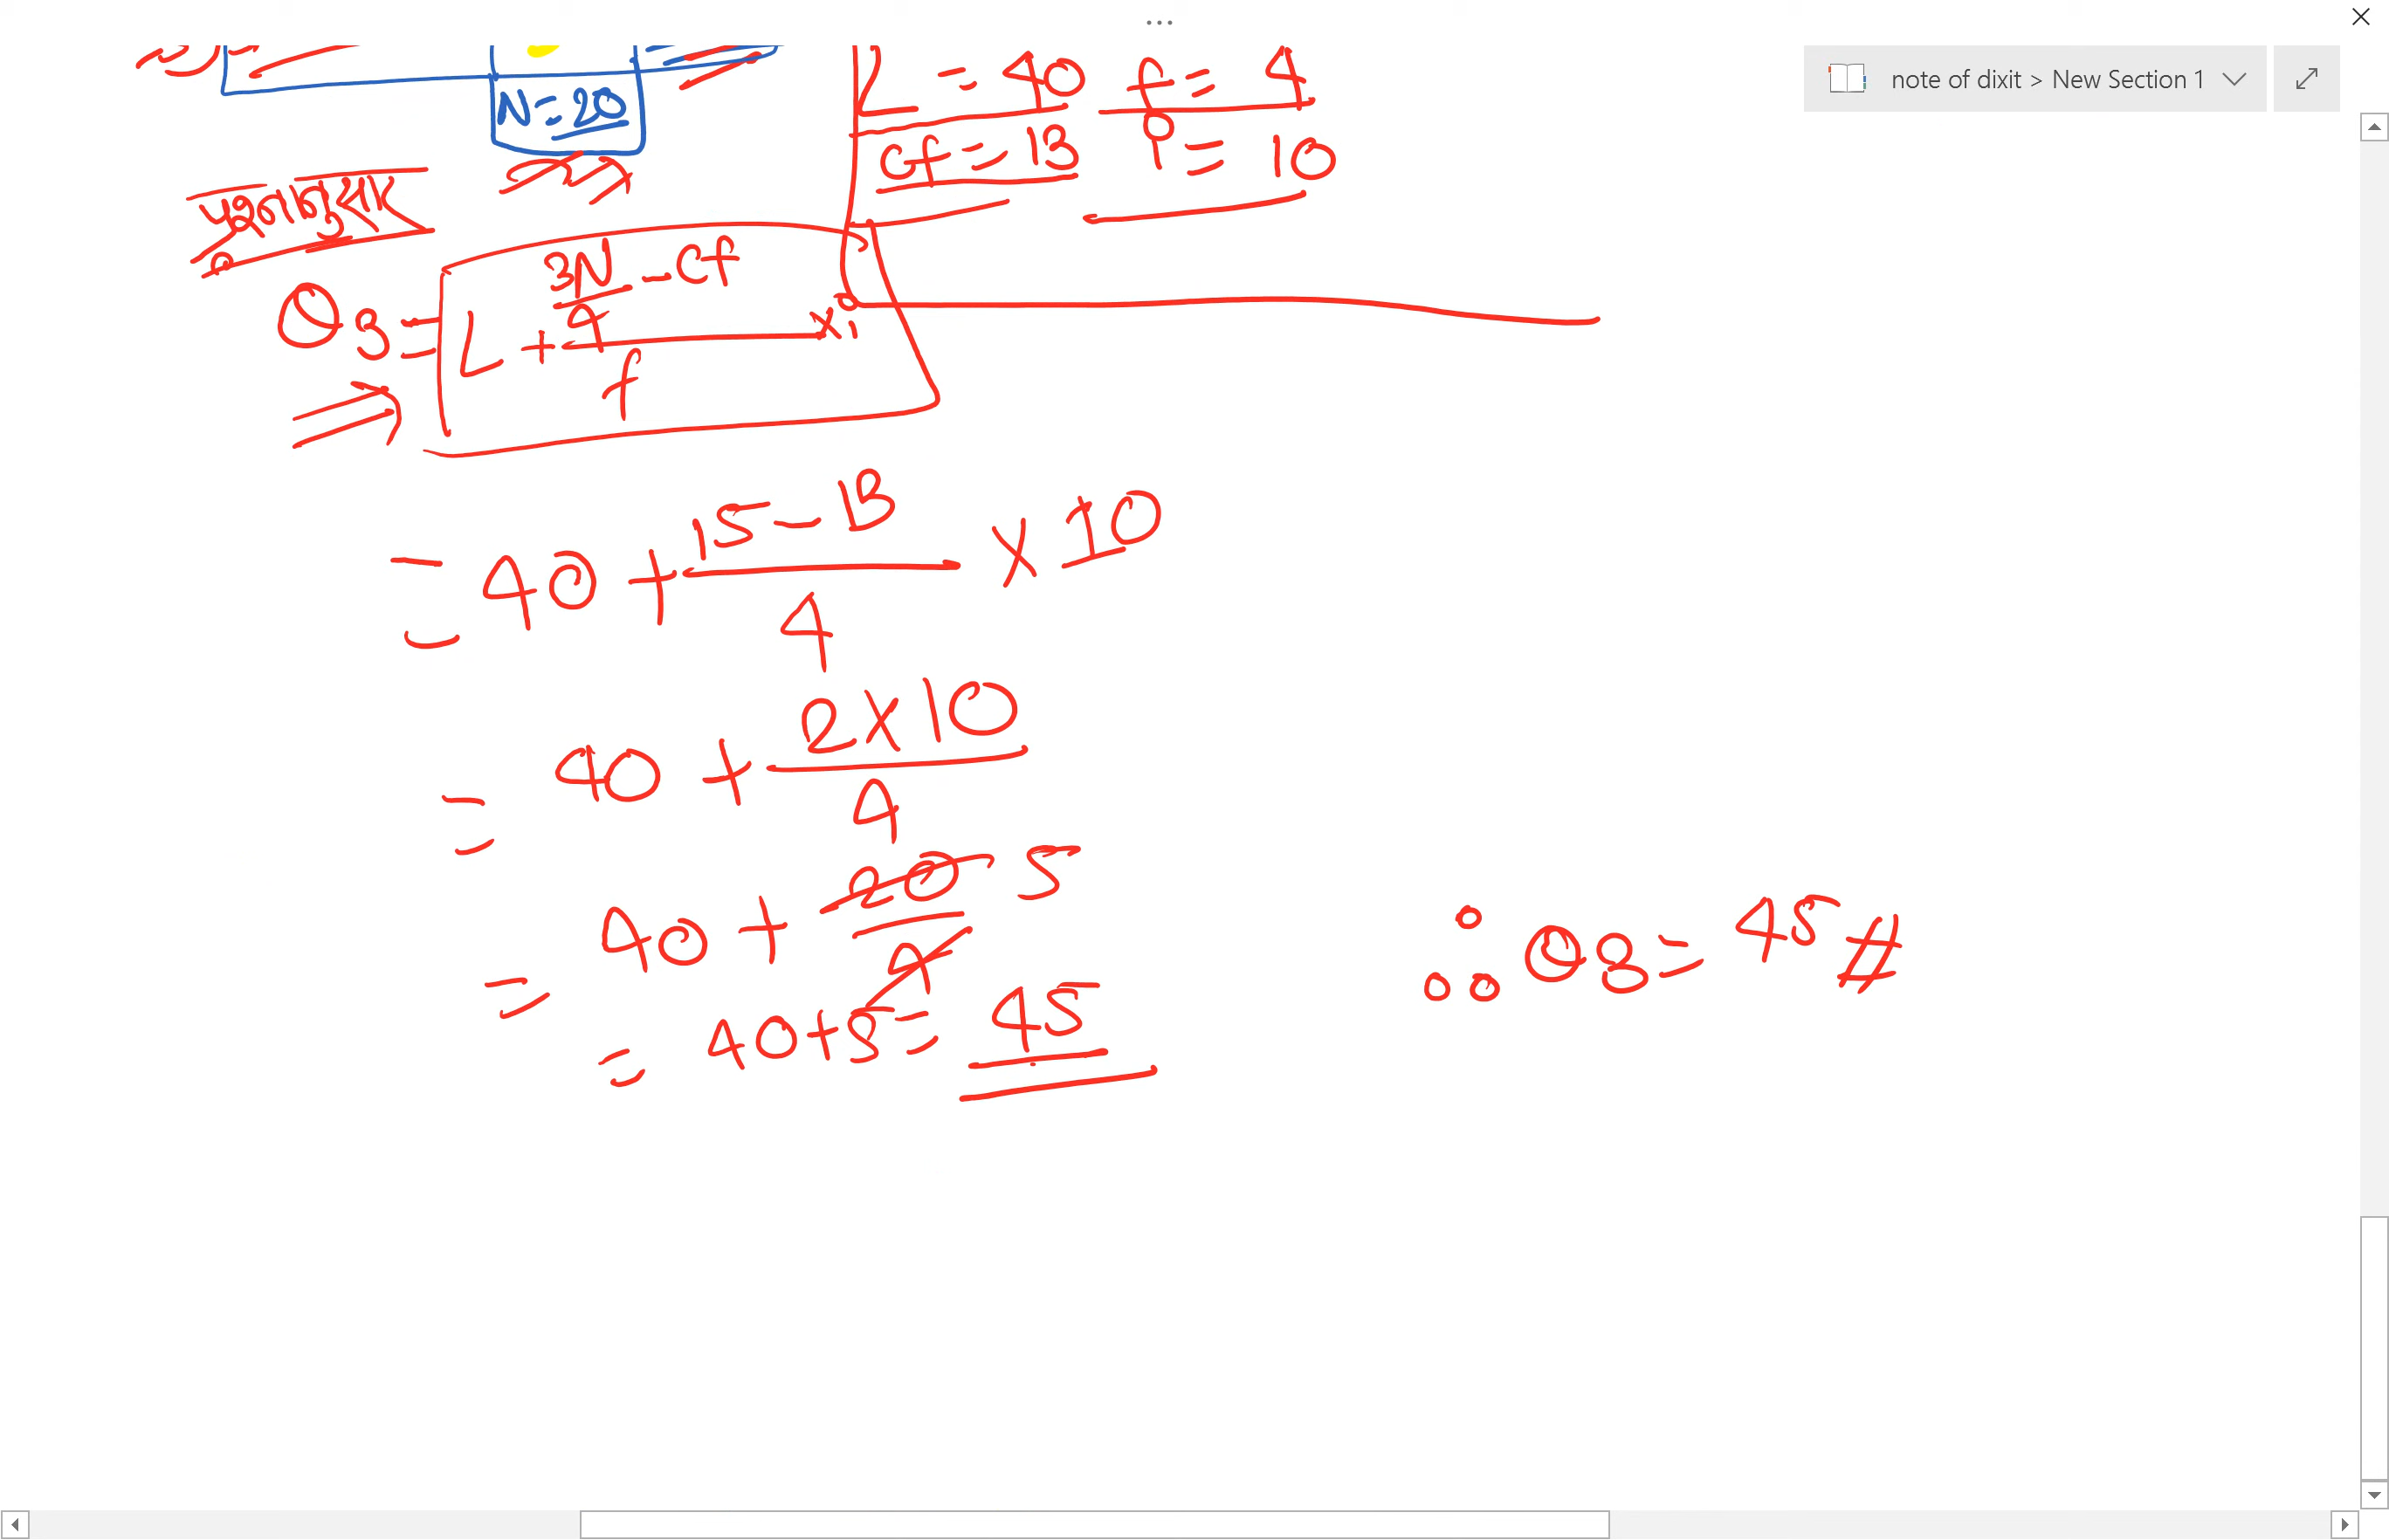 ...
note of dixit > New Section 1
N=20
L = 40 f = 4
cf = 13 i = 10
Q3 = L + (3N/4 - cf)/f × i
= 40 + (15 - 13)/4 × 10
= 40 + (2×10)/4
= 40 + 20/4 5
= 40+5= 45
∴ Q3 = 45 #